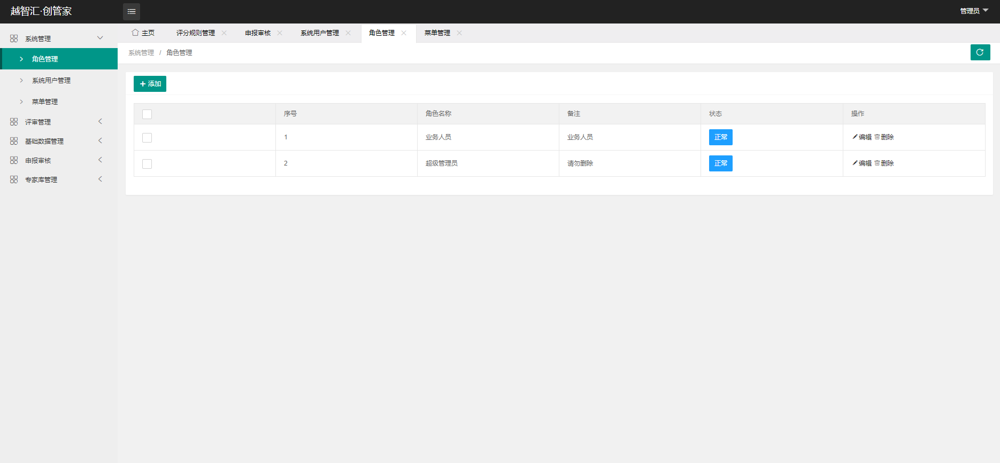 越智汇·创管家
管理员
系统管理
角色管理
系统用户管理
菜单管理
评审管理
基础数据管理
申报审核
专家库管理
主页 评分规则管理 申报审核 系统用户管理 角色管理 菜单管理
系统管理 / 角色管理
添加
序号 角色名称 备注 状态 操作
1 业务人员 业务人员 正常 编辑 删除
2 超级管理员 请勿删除 正常 编辑 删除